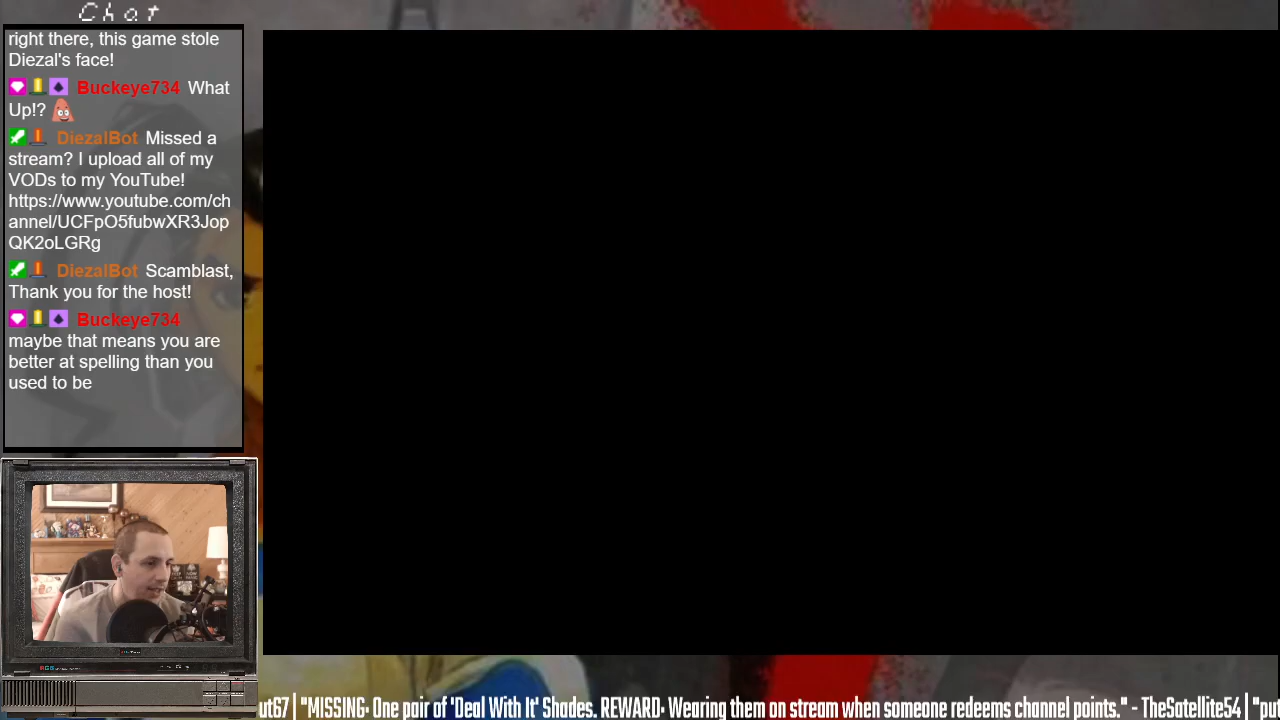 Chat
right there, this game stole
Diezal's face!
Buckeye734 What
Up!?
DiezalBot Missed a
stream? I upload all of my
VODs to my YouTube!
https://www.youtube.com/ch
annel/UCFpO5fubwXR3Jop
QK2oLGRg
DiezalBot Scamblast,
Thank you for the host!
Buckeye734
maybe that means you are
better at spelling than you
used to be
ut67 | "MISSING: One pair of 'Deal With It' Shades. REWARD: Wearing them on stream when someone redeems channel points." - TheSatellite54 | "pu